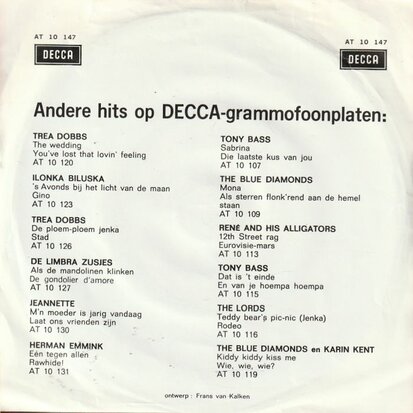 AT 10 147
AT 10 147
DECCA
DECCA
Andere hits op DECCA-grammofoonplaten:
TREA DOBBS
The wedding
You've lost that lovin' feeling
AT 10 120
ILONKA BILUSKA
's Avonds bij het licht van de maan
Gino
AT 10 123
TREA DOBBS
De ploem-ploem jenka
Stad
AT 10 126
DE LIMBRA ZUSJES
Als de mandolinen klinken
De gondolier d'amore
AT 10 127
JEANNETTE
M'n moeder is jarig vandaag
Laat ons vrienden zijn
AT 10 130
HERMAN EMMINK
Eén tegen allen
Rawhide!
AT 10 131
TONY BASS
Sabrina
Die laatste kus van jou
AT 10 107
THE BLUE DIAMONDS
Mona
Als sterren flonk'rend aan de hemel
staan
AT 10 109
RENE AND HIS ALLIGATORS
12th Street rag
Eurovisie-mars
AT 10 113
TONY BASS
Dat is 't einde
En van je hoempa hoempa
AT 10 115
THE LORDS
Teddy bear's pic-nic (Jenka)
Rodeo
AT 10 116
THE BLUE DIAMONDS en KARIN KENT
Kiddy kiddy kiss me
Wie, wie, wie?
AT 10 119
ontwerp : Frans van Kalken